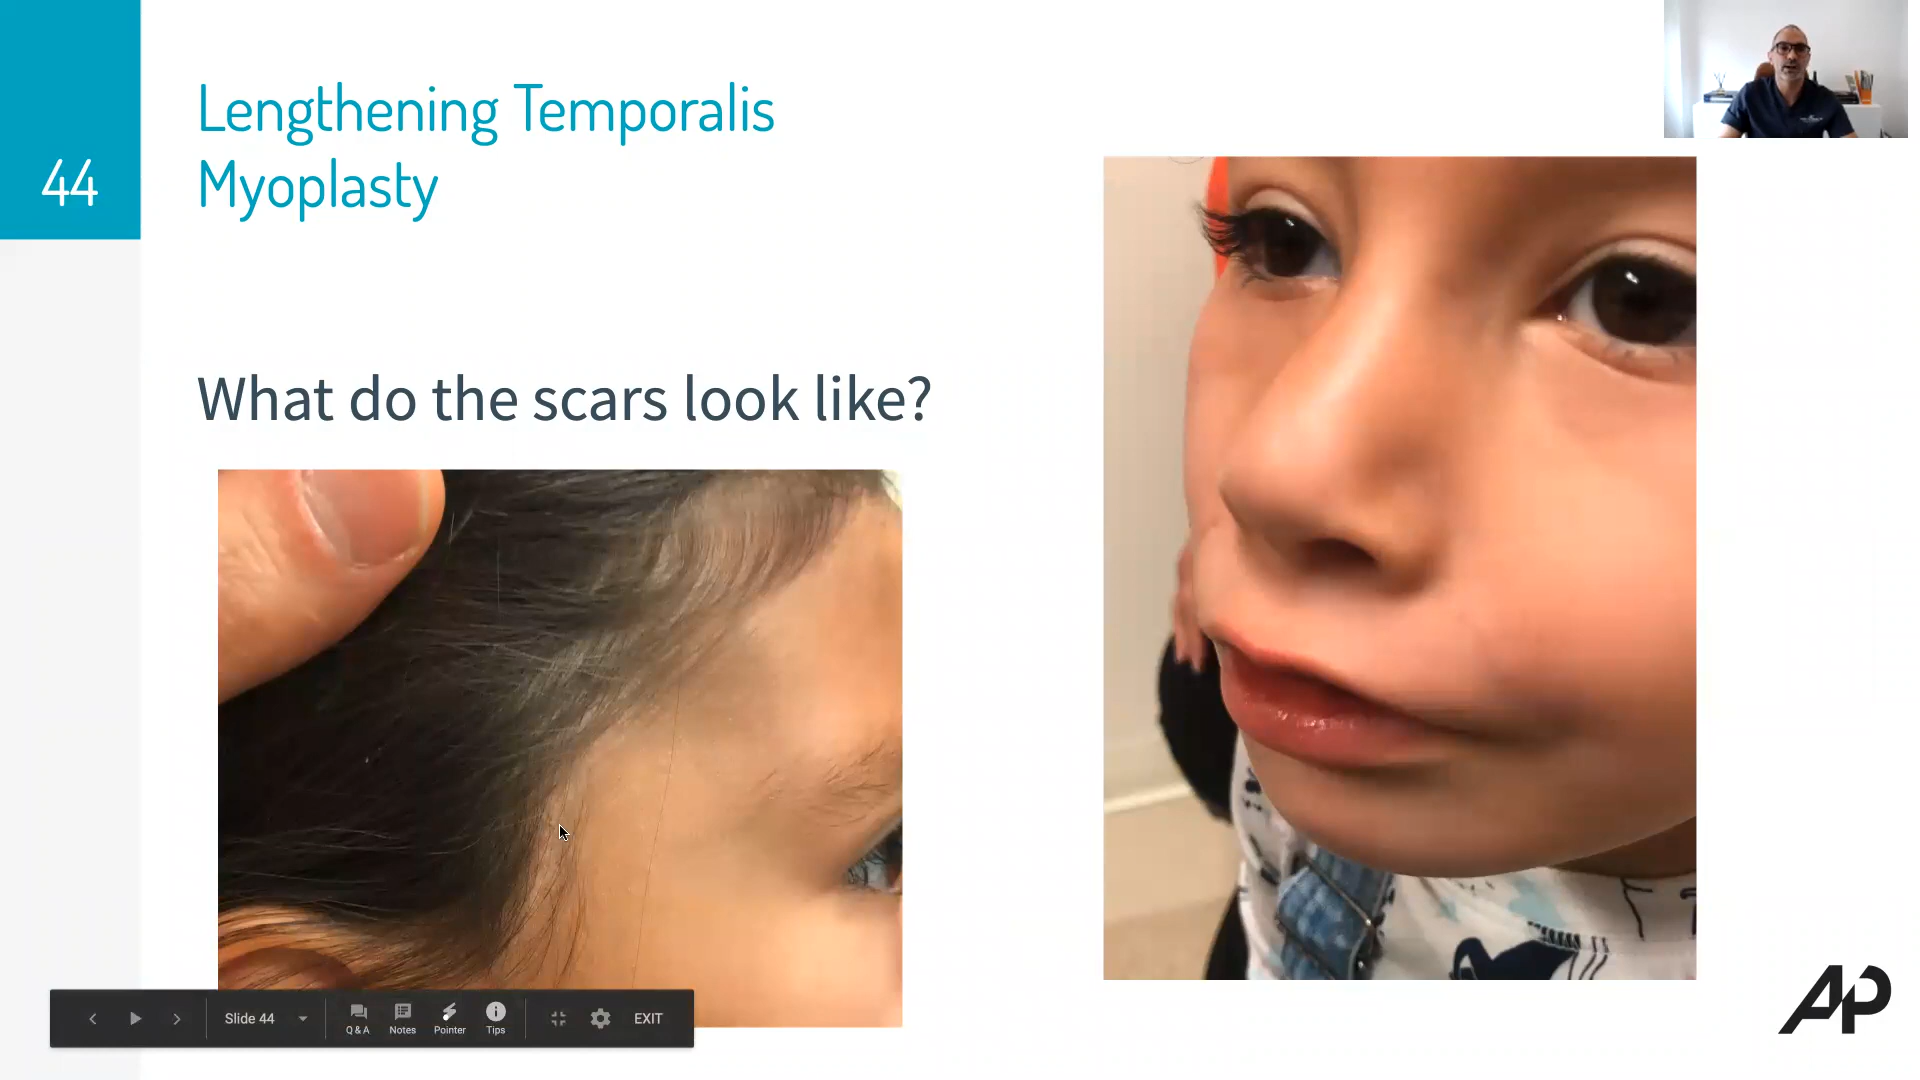 44
Lengthening Temporalis
Myoplasty
What do the scars look like?
Slide 44
Q & A
Notes
Pointer
Tips
EXIT
AP